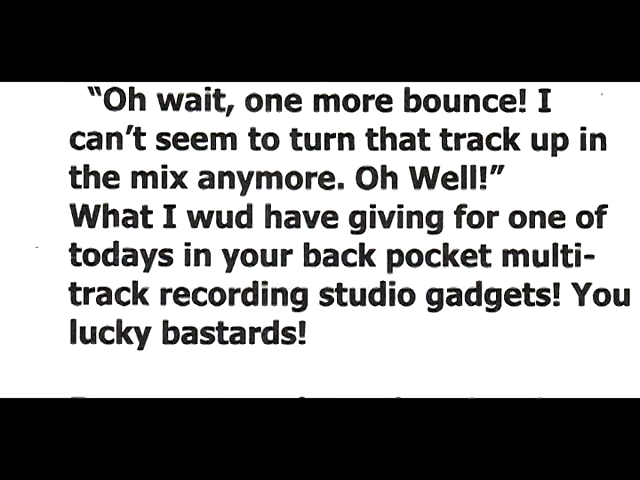 “Oh wait, one more bounce! I
can’t seem to turn that track up in
the mix anymore. Oh Well!”
What I wud have giving for one of
todays in your back pocket multi-
track recording studio gadgets! You
lucky bastards!